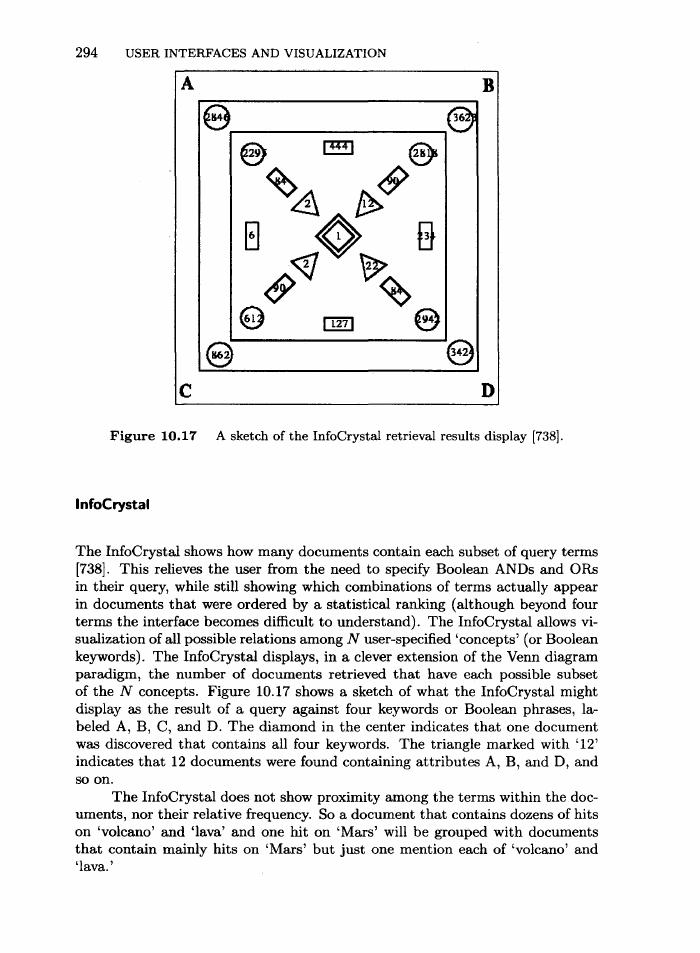 294 USER INTERFACES AND VISUALIZATION
A B
2846 362
229 444 281
84 90
2 12
6 1 234
2 22
90 84
612 127 294
862 342
C D
Figure 10.17 A sketch of the InfoCrystal retrieval results display [738].
InfoCrystal
The InfoCrystal shows how many documents contain each subset of query terms
[738]. This relieves the user from the need to specify Boolean ANDs and ORs
in their query, while still showing which combinations of terms actually appear
in documents that were ordered by a statistical ranking (although beyond four
terms the interface becomes difficult to understand). The InfoCrystal allows vi-
sualization of all possible relations among N user-specified ‘concepts’ (or Boolean
keywords). The InfoCrystal displays, in a clever extension of the Venn diagram
paradigm, the number of documents retrieved that have each possible subset
of the N concepts. Figure 10.17 shows a sketch of what the InfoCrystal might
display as the result of a query against four keywords or Boolean phrases, la-
beled A, B, C, and D. The diamond in the center indicates that one document
was discovered that contains all four keywords. The triangle marked with ‘12’
indicates that 12 documents were found containing attributes A, B, and D, and
so on.
The InfoCrystal does not show proximity among the terms within the doc-
uments, nor their relative frequency. So a document that contains dozens of hits
on ‘volcano’ and ‘lava’ and one hit on ‘Mars’ will be grouped with documents
that contain mainly hits on ‘Mars’ but just one mention each of ‘volcano’ and
‘lava.’